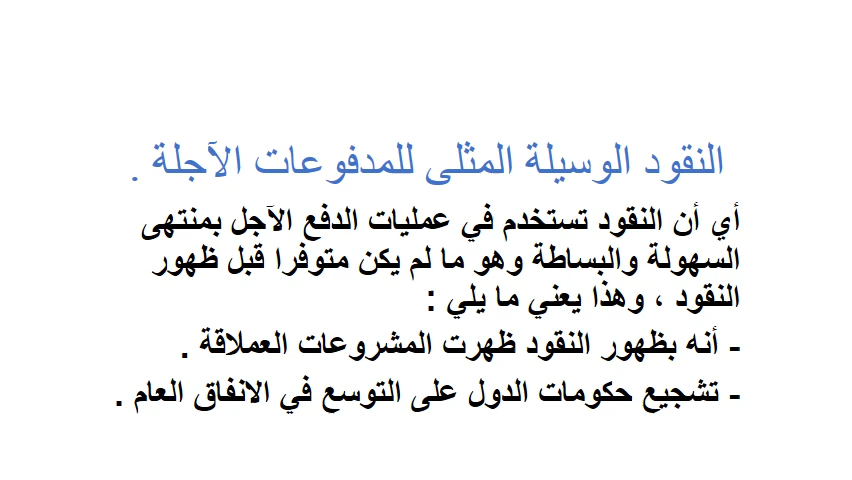 النقود الوسيلة المثلى للمدفوعات الآجلة .
أي أن النقود تستخدم في عمليات الدفع الآجل بمنتهى
السهولة والبساطة وهو ما لم يكن متوفرا قبل ظهور
النقود ، وهذا يعني ما يلي :
- أنه بظهور النقود ظهرت المشروعات العملاقة .
- تشجيع حكومات الدول على التوسع في الانفاق العام .